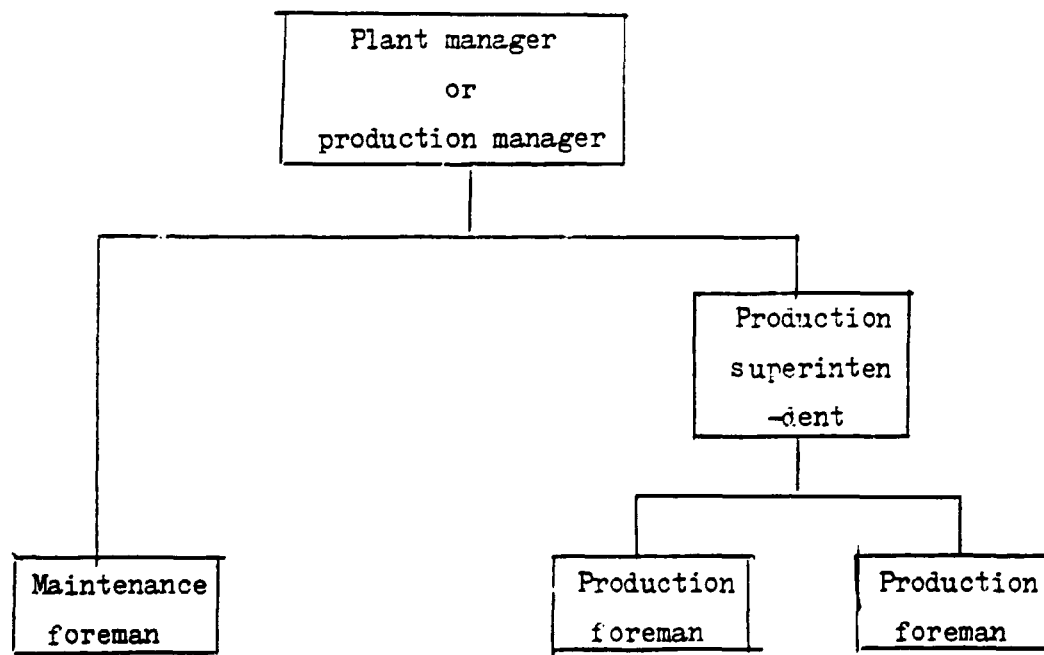 Plant manager
or
production manager
Production
superinten
-dent
Maintenance
foreman
Production
foreman
Production
foreman